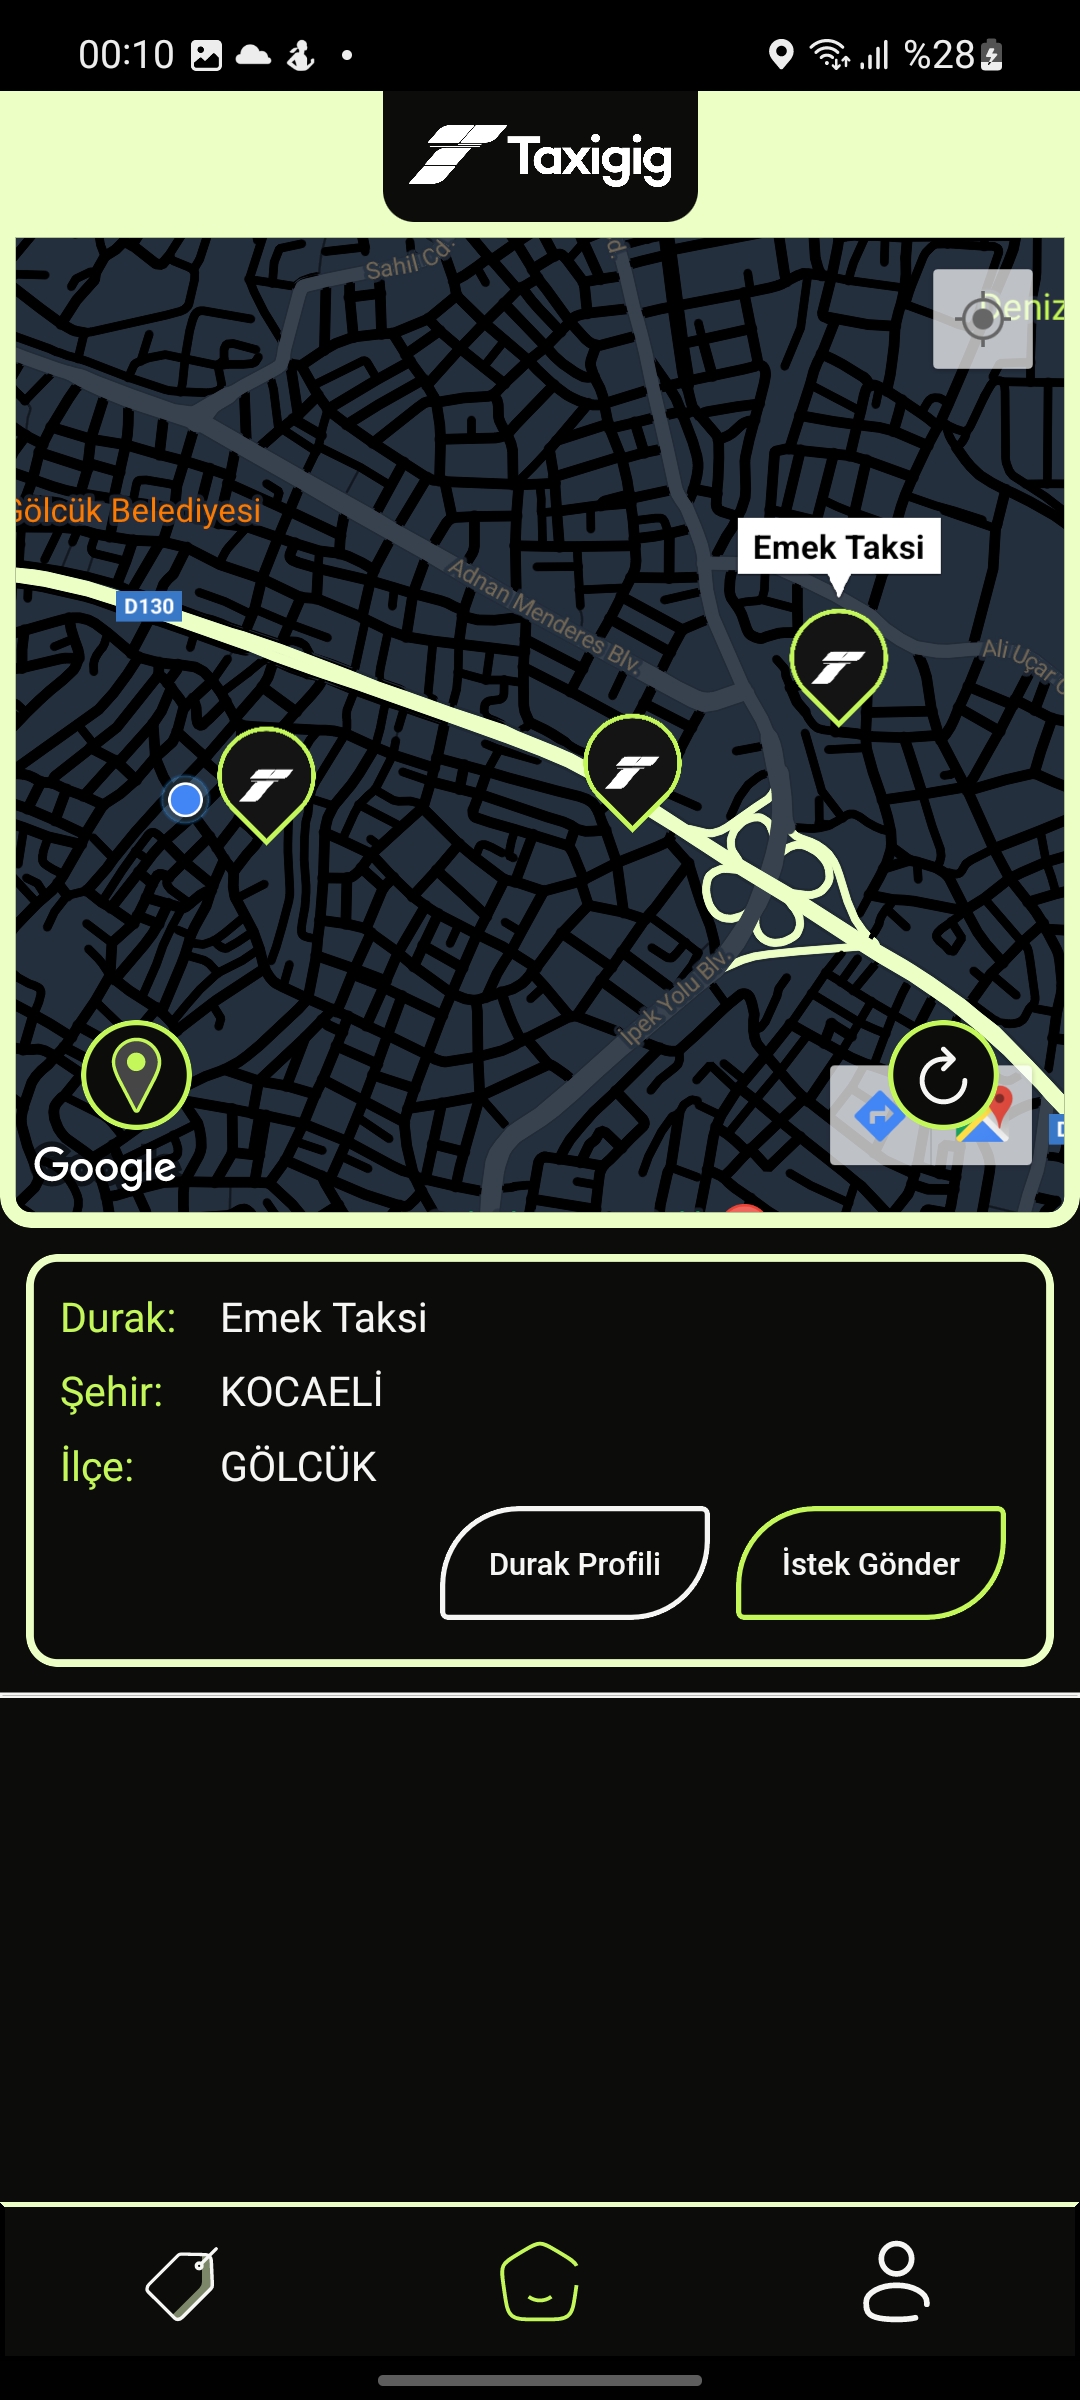 00:10
%28
Taxigig
Sahil Cd.
Deniz
Gölcük Belediyesi
Emek Taksi
D130
Adnan Menderes Blv.
Ali Uçar
İpek Yolu Blv.
Google
Durak: Emek Taksi
Şehir: KOCAELİ
İlçe: GÖLCÜK
Durak Profili
İstek Gönder